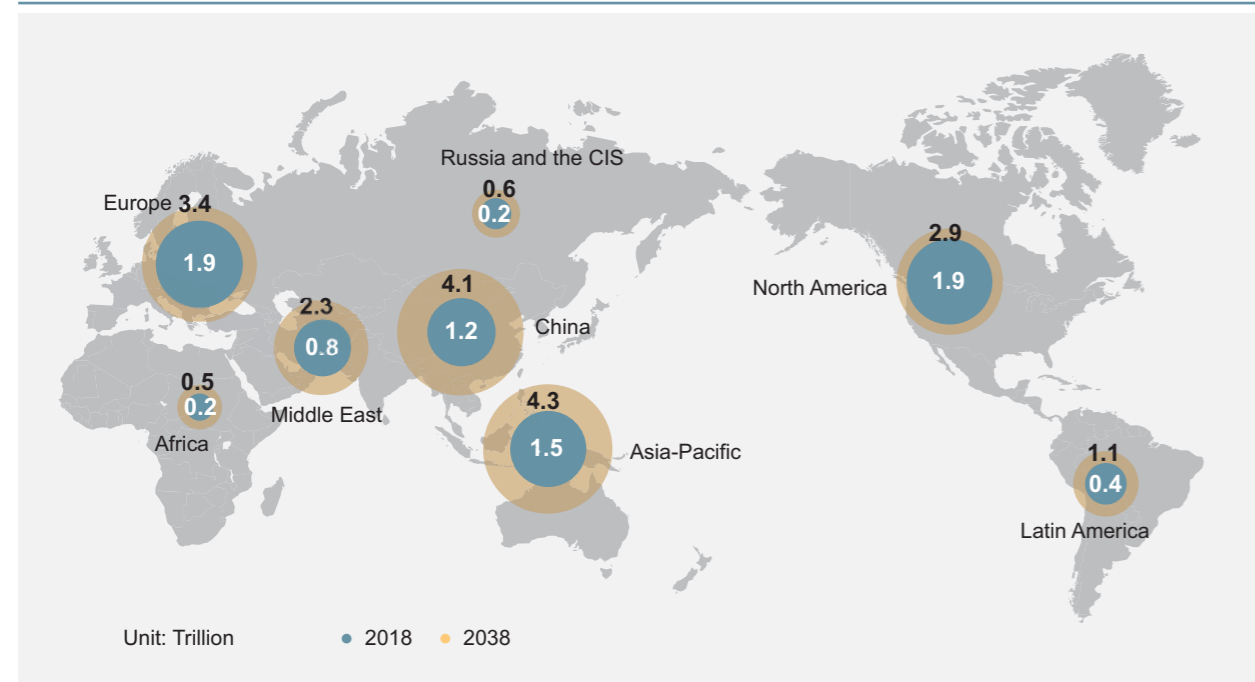 Russia and the CIS
0.6
0.2
Europe 3.4
1.9
2.9
1.9
North America
4.1
1.2
China
2.3
0.8
Middle East
0.5
0.2
Africa
4.3
1.5
Asia-Pacific
1.1
0.4
Latin America
Unit: Trillion 2018 2038